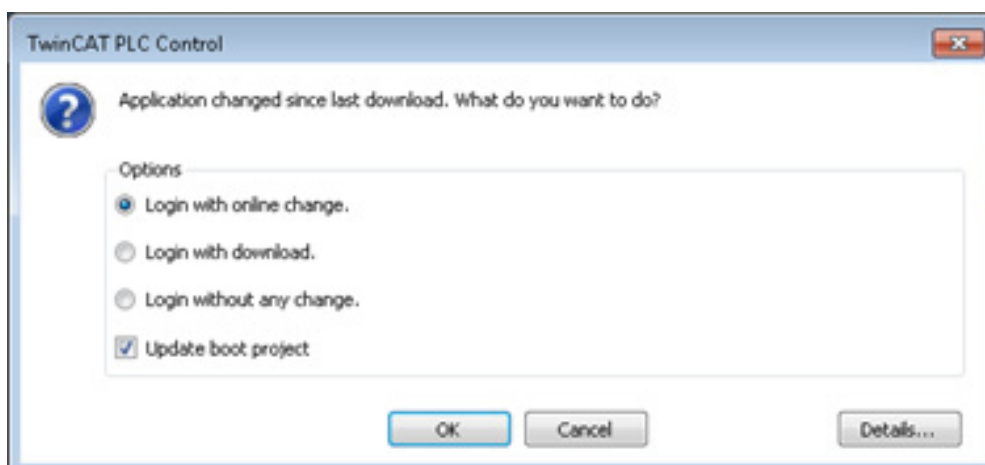 TwinCAT PLC Control
Application changed since last download. What do you want to do?
Options
Login with online change.
Login with download.
Login without any change.
Update boot project
OK
Cancel
Details...